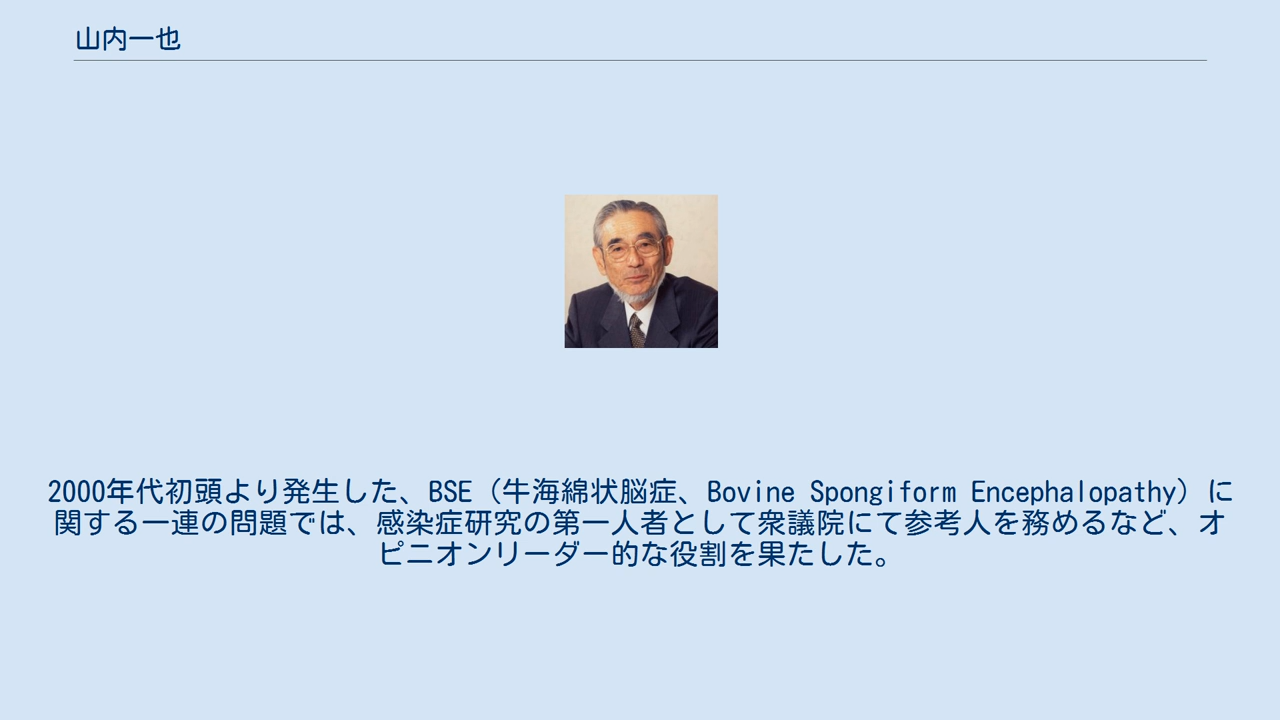 山内一也
2000年代初頭より発生した、BSE（牛海綿状脳症、Bovine Spongiform Encephalopathy）に
関する一連の問題では、感染症研究の第一人者として衆議院にて参考人を務めるなど、オ
ピニオンリーダー的な役割を果たした。